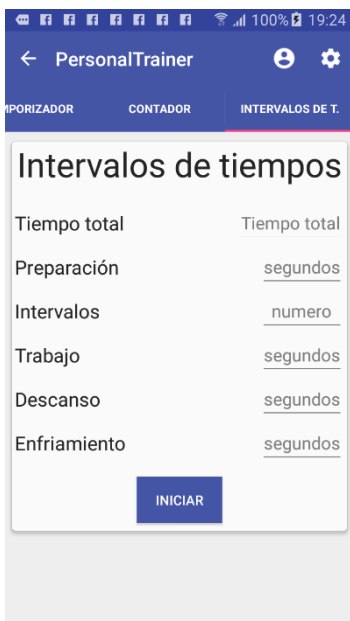 100% 19:24
PersonalTrainer
MPORIZADOR CONTADOR INTERVALOS DE T.
Intervalos de tiempos
Tiempo total Tiempo total
Preparación segundos
Intervalos numero
Trabajo segundos
Descanso segundos
Enfriamiento segundos
INICIAR